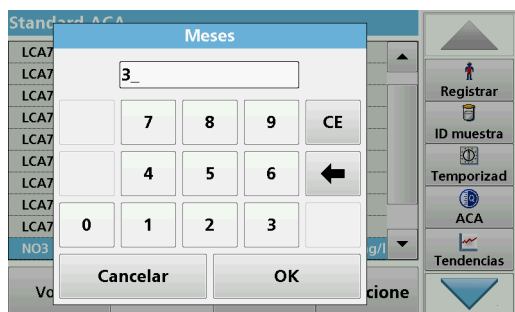 Standard ACA
Meses
3_
LCA7
LCA7
LCA7
LCA7
LCA7
LCA7
LCA7
LCA7
LCA7
NO3
g/l
7 8 9 CE
4 5 6
0 1 2 3
Cancelar OK
Vo
cione
Registrar
ID muestra
Temporizad
ACA
Tendencias